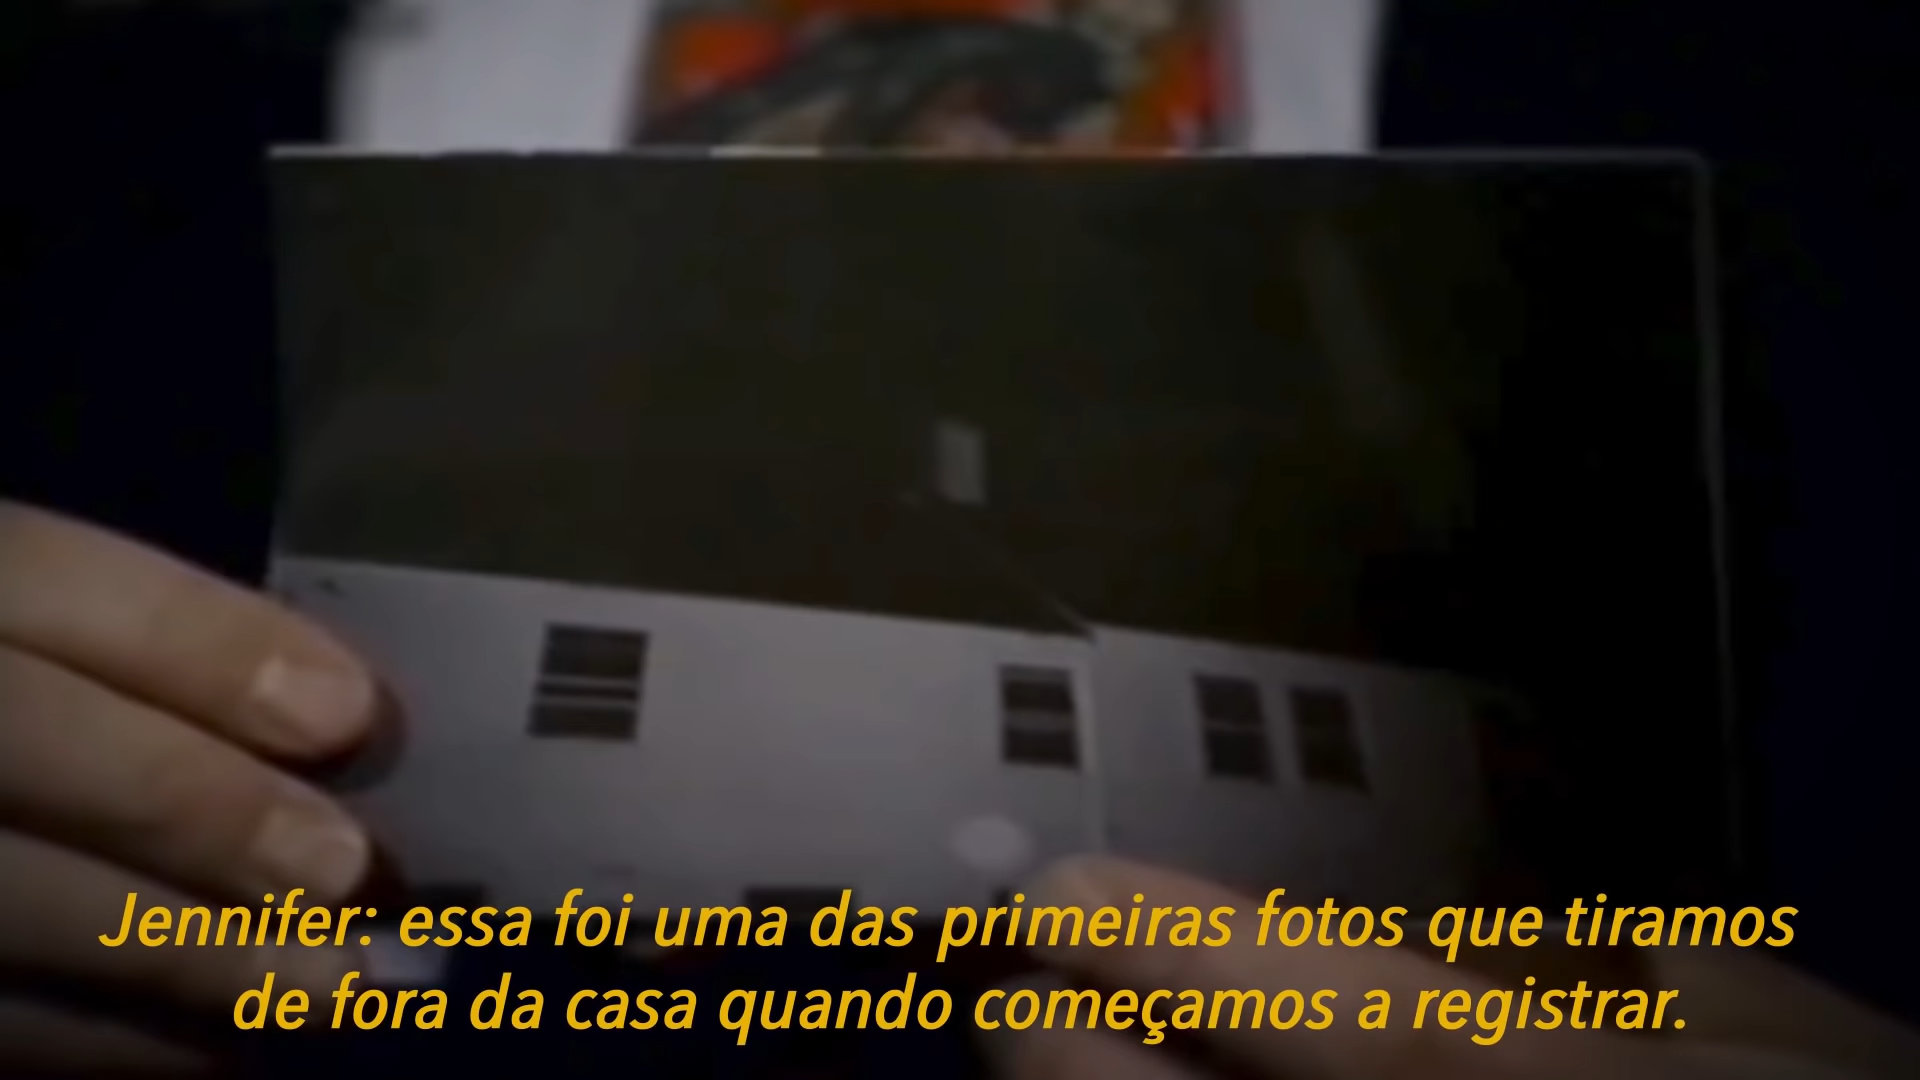 Jennifer: essa foi uma das primeiras fotos que tiramos
de fora da casa quando começamos a registrar.